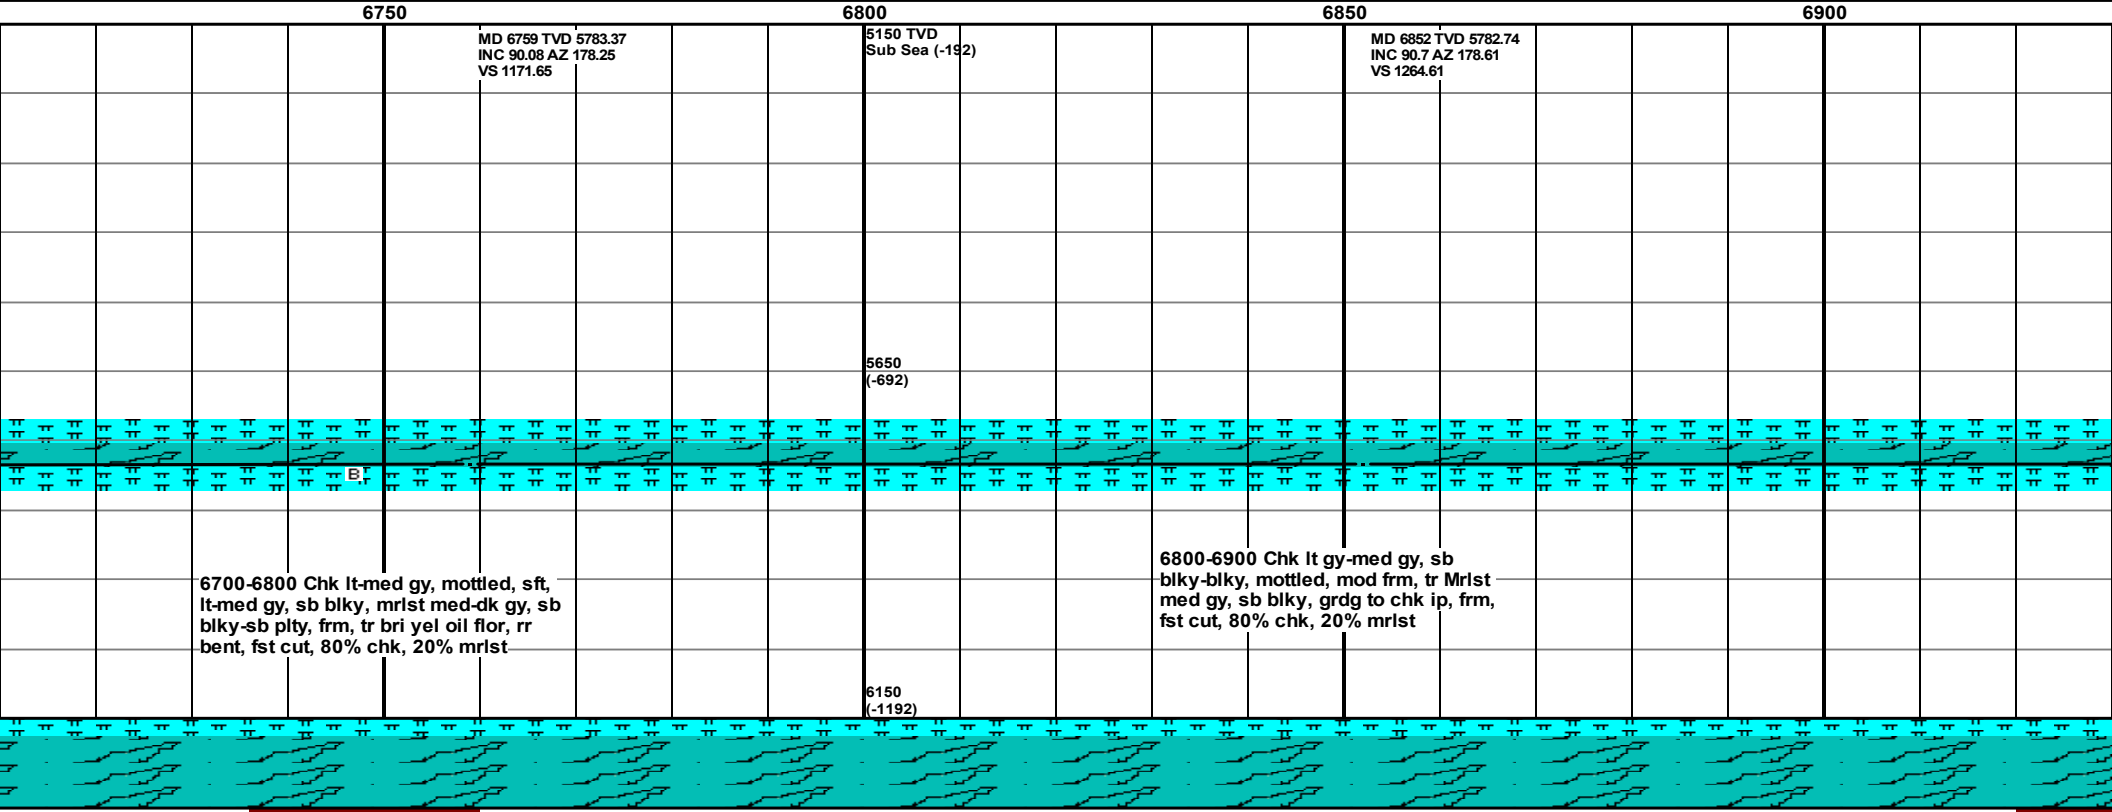 6750 6800 6850 6900
MD 6759 TVD 5783.37
INC 90.08 AZ 178.25
VS 1171.65
5150 TVD
Sub Sea (-192)
MD 6852 TVD 5782.74
INC 90.7 AZ 178.61
VS 1264.61
5650
(-692)
B
6700-6800 Chk lt-med gy, mottled, sft,
lt-med gy, sb blky, mrlst med-dk gy, sb
blky-sb plty, frm, tr bri yel oil flor, rr
bent, fst cut, 80% chk, 20% mrlst
6800-6900 Chk lt gy-med gy, sb
blky-blky, mottled, mod frm, tr Mrlst
med gy, sb blky, grdg to chk ip, frm,
fst cut, 80% chk, 20% mrlst
6150
(-1192)